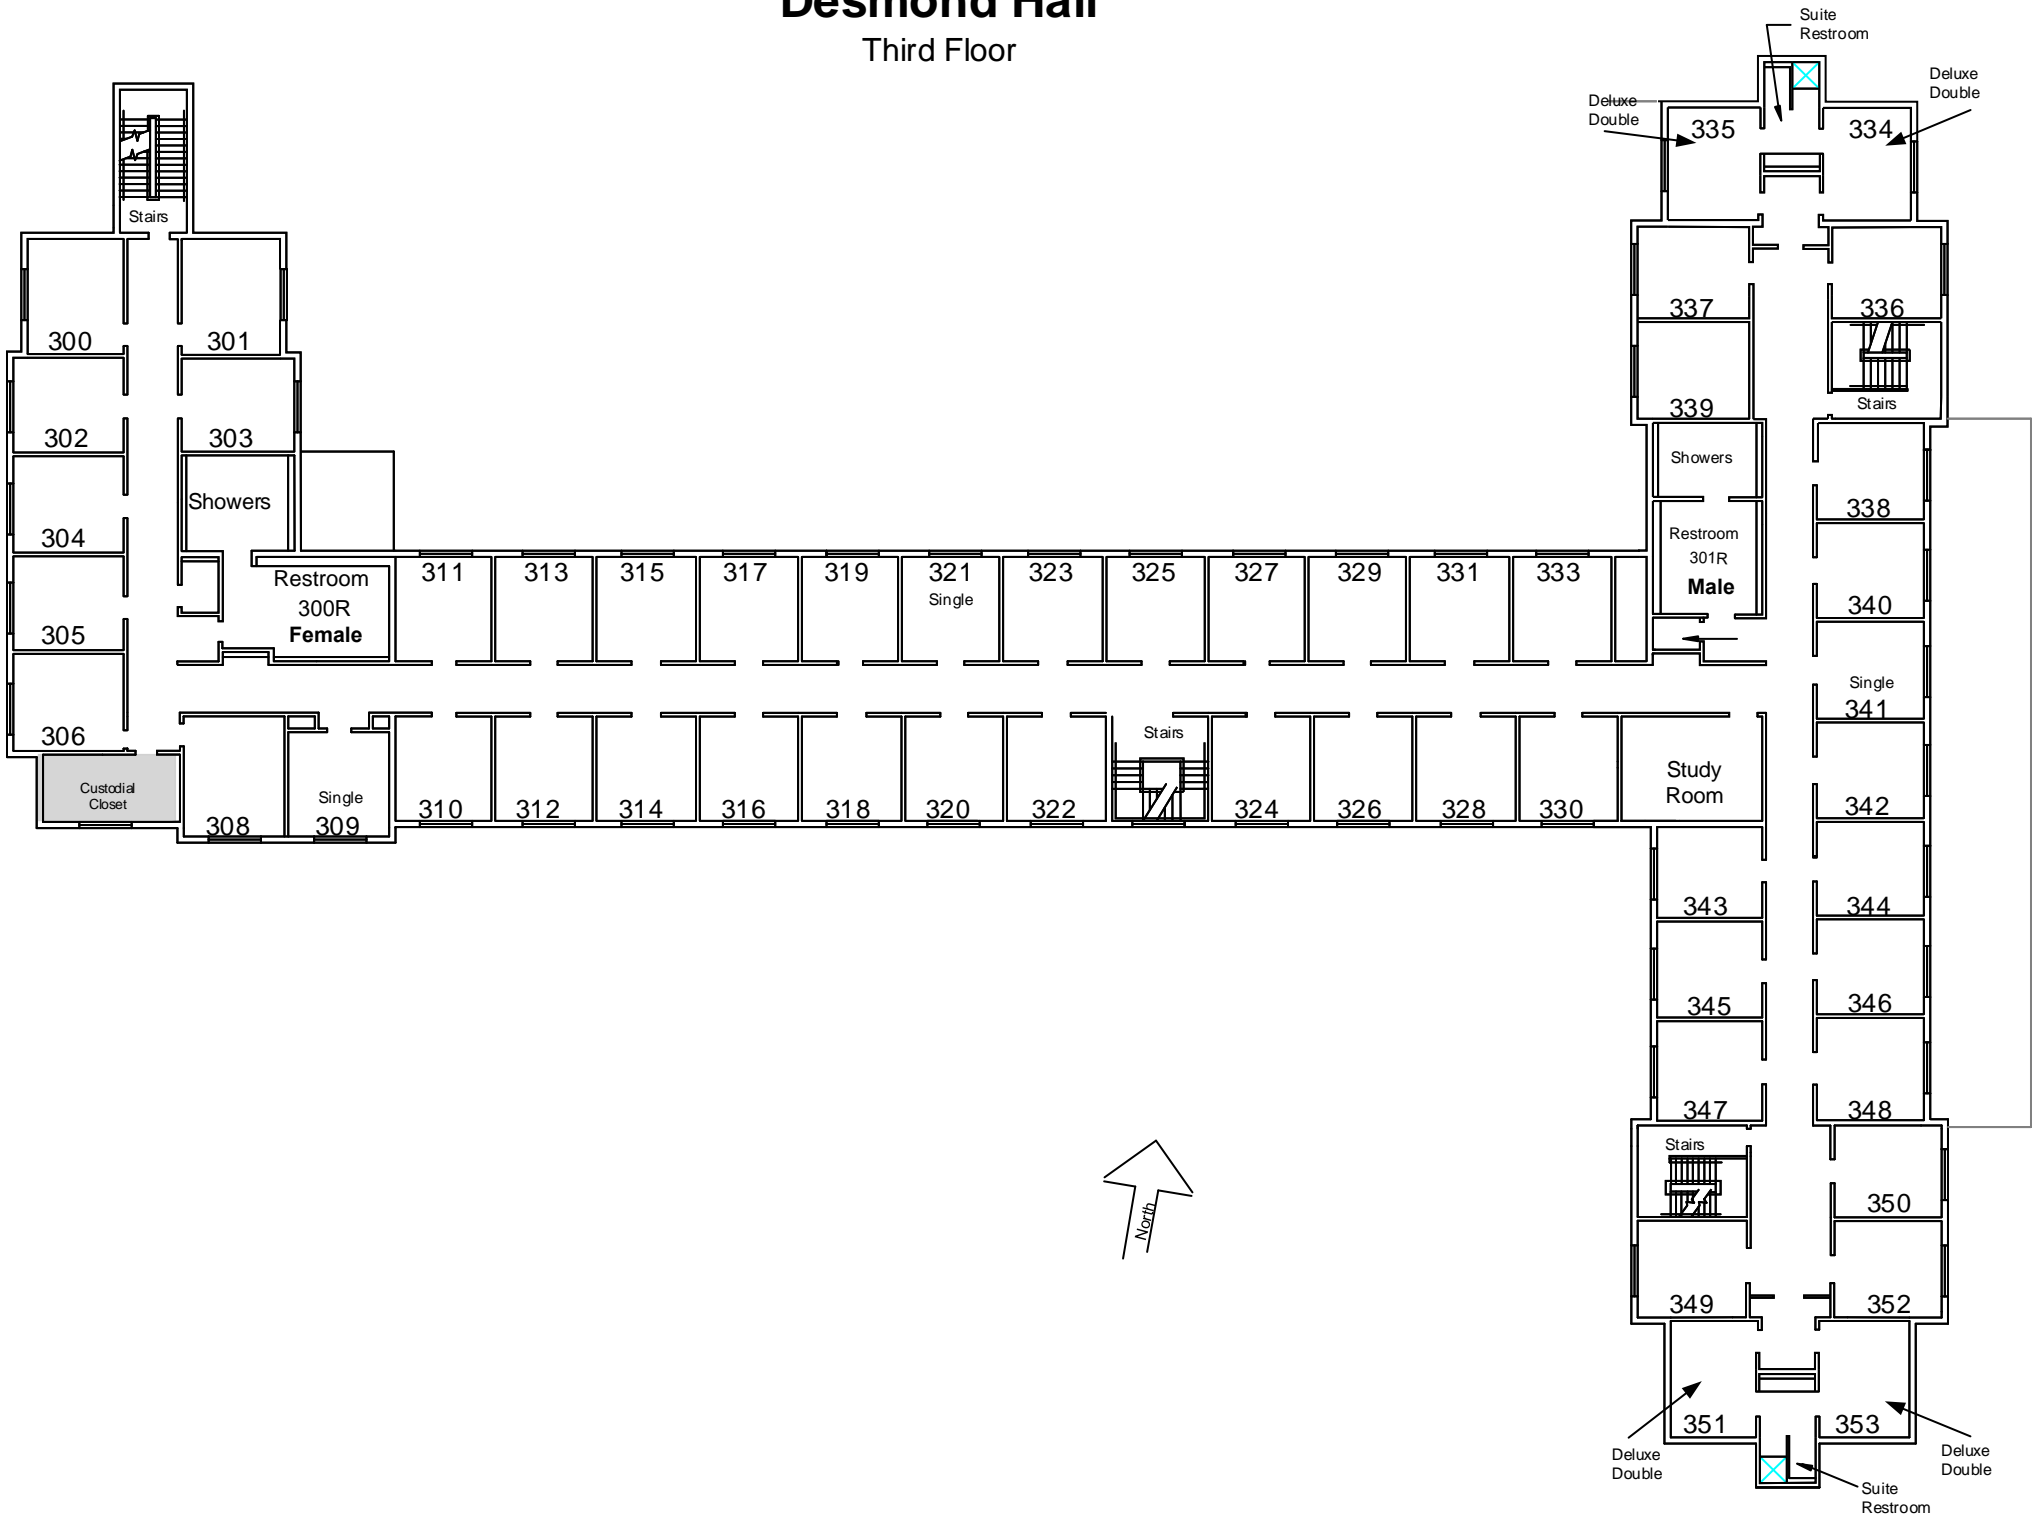 Desmond Hall
Third Floor
Suite
Restroom
Deluxe
Double
Deluxe
Double
335
334
Stairs
337
336
300
301
339
Stairs
302
303
Showers
Showers
338
304
Restroom
301R
Male
311
313
315
317
319
321
323
325
327
329
331
333
Single
Restroom
300R
Female
340
305
Single
341
306
Stairs
Study
Room
Custodial
Closet
Single
308
309
310
312
314
316
318
320
322
324
326
328
330
342
343
344
345
346
347
348
Stairs
North
350
349
352
351
353
Deluxe
Double
Deluxe
Double
Suite
Restroom